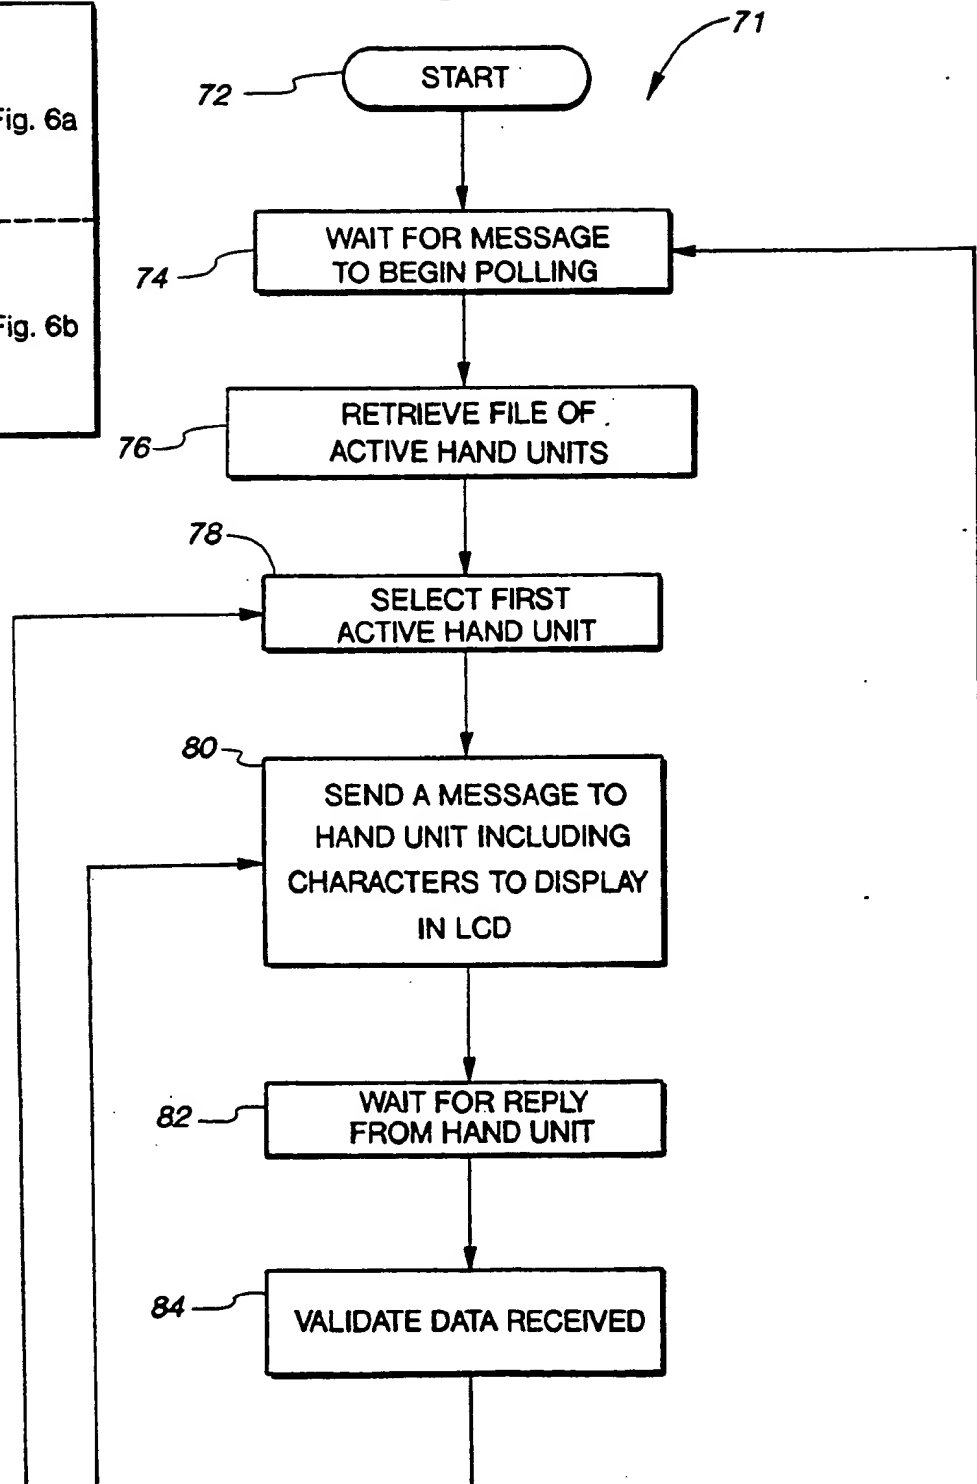 71
72
START
Fig. 6a
WAIT FOR MESSAGE
TO BEGIN POLLING
74
Fig. 6b
RETRIEVE FILE OF
ACTIVE HAND UNITS
76
78
SELECT FIRST
ACTIVE HAND UNIT
80
SEND A MESSAGE TO
HAND UNIT INCLUDING
CHARACTERS TO DISPLAY
IN LCD
82
WAIT FOR REPLY
FROM HAND UNIT
84
VALIDATE DATA RECEIVED